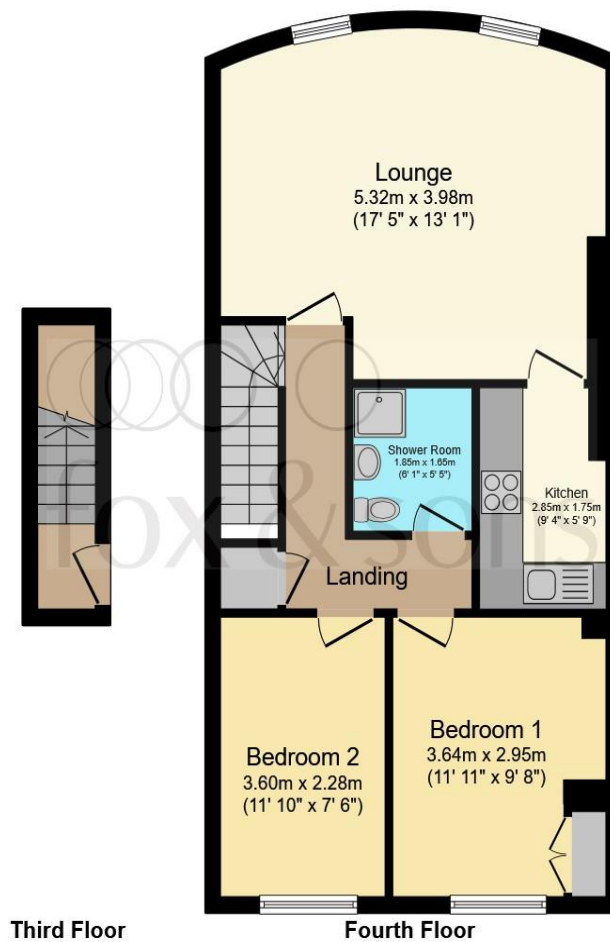 Lounge
5.32m x 3.98m
(17' 5" x 13' 1")
Shower Room
1.85m x 1.65m
(6' 1" x 5' 5")
Kitchen
2.85m x 1.75m
(9' 4" x 5' 9")
fox & sons
Landing
Bedroom 2
3.60m x 2.28m
(11' 10" x 7' 6")
Bedroom 1
3.64m x 2.95m
(11' 11" x 9' 8")
Third Floor
Fourth Floor